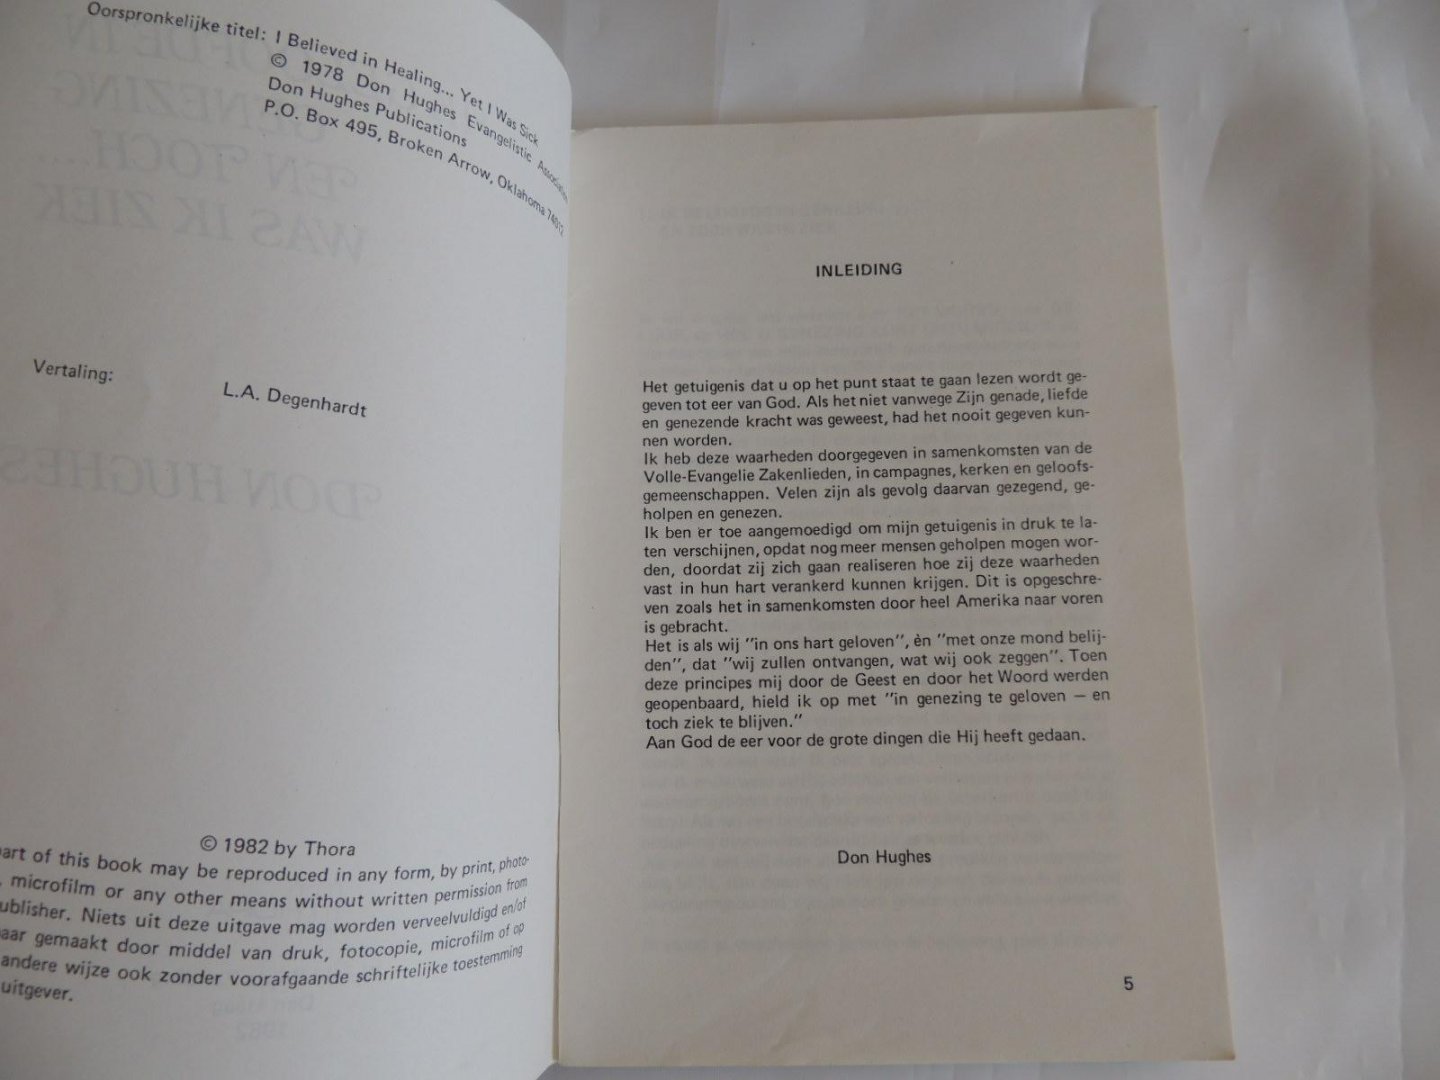 Oorspronkelijke titel: I Believed in Healing... Yet I Was Sick
© 1978 Don Hughes Evangelistic Association
Don Hughes Publications
P.O. Box 495, Broken Arrow, Oklahoma 74012
Vertaling:
L.A. Degenhardt
© 1982 by Thora
part of this book may be reproduced in any form, by print, photo-
, microfilm or any other means without written permission from
publisher. Niets uit deze uitgave mag worden verveelvuldigd en/of
aar gemaakt door middel van druk, fotocopie, microfilm of op
andere wijze ook zonder voorafgaande schriftelijke toestemming
uitgever.
INLEIDING
Het getuigenis dat u op het punt staat te gaan lezen wordt ge-
geven tot eer van God. Als het niet vanwege Zijn genade, liefde
en genezende kracht was geweest, had het nooit gegeven kun-
nen worden.
Ik heb deze waarheden doorgegeven in samenkomsten van de
Volle-Evangelie Zakenlieden, in campagnes, kerken en geloofs-
gemeenschappen. Velen zijn als gevolg daarvan gezegend, ge-
holpen en genezen.
Ik ben er toe aangemoedigd om mijn getuigenis in druk te la-
ten verschijnen, opdat nog meer mensen geholpen mogen wor-
den, doordat zij zich gaan realiseren hoe zij deze waarheden
vast in hun hart verankerd kunnen krijgen. Dit is opgeschre-
ven zoals het in samenkomsten door heel Amerika naar voren
is gebracht.
Het is als wij "in ons hart geloven", èn "met onze mond belij-
den", dat "wij zullen ontvangen, wat wij ook zeggen". Toen
deze principes mij door de Geest en door het Woord werden
geopenbaard, hield ik op met "in genezing te geloven — en
toch ziek te blijven."
Aan God de eer voor de grote dingen die Hij heeft gedaan.
Don Hughes
5